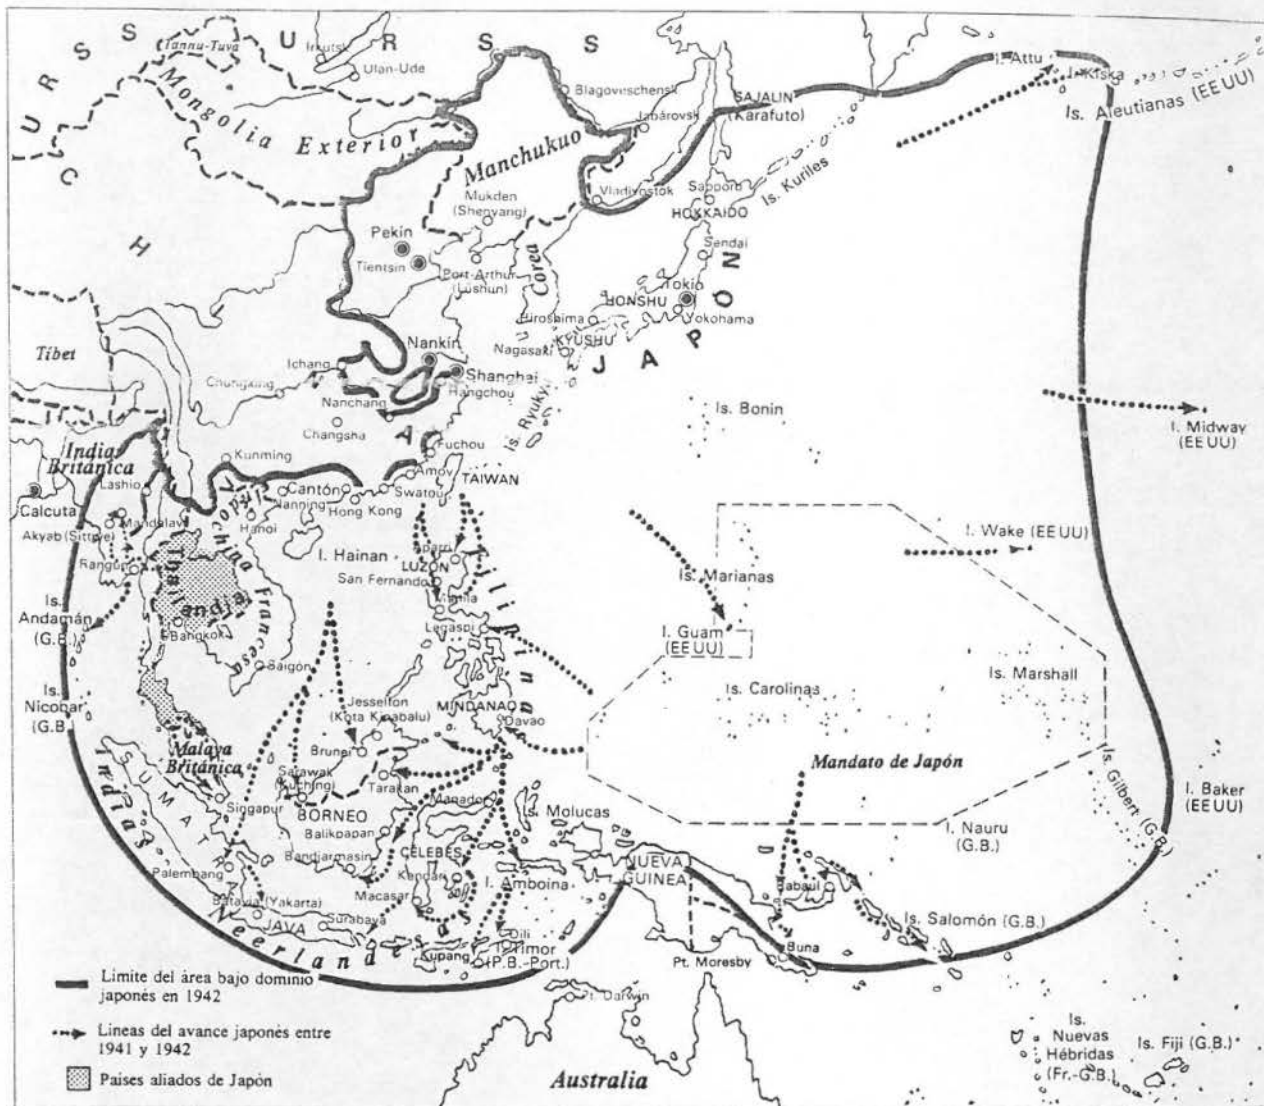 U R S S
Tannu-Tuva
Irkutsk
Ulan-Ude
U R S S
Mongolia Exterior
Blagovischensk
Jabárovsk
SAJALIN
(Karafuto)
I. Attu
I. Kiska
Is. Aleutianas (EEUU)
Is. Kuriles
Manchukuo
Mukden
(Shenyang)
Vladivostok
Sapporo
HOKKAIDO
Sendai
C H
Pekín
Tientsin
Port-Arthur
(Lüshun)
Corea
Tokio
HONSHU
Yokohama
Hiroshima
KYUSHU
Nagasaki
J A P Ó N
Tíbet
Ichang
Nankín
Shanghai
Hangchou
Chungking
Nanchang
Changsha
N
A
Is. Ryukyu
Is. Bonin
I. Midway
(EEUU)
India
Británica
Kunming
Fuchou
Amoy
TAIWAN
Lashio
Cantón
Nanning
Swatou
Hong Kong
Calcuta
Mandalay
Akyab (Sittwe)
Hanoi
Indochina Francesa
I. Hainan
Aparri
LUZON
San Fernando
Manila
Legaspi
Filipinas
I. Wake (EEUU)
Is. Marianas
Rangún
Thailandia
Is.
Andamán
(G.B.)
Bangkok
Saigón
I. Guam
(EEUU)
Is. Carolinas
Is. Marshall
Is.
Nicobar
(G.B.
Jesselton
(Kota Kinabalu)
MINDANAO
Davao
Malaya
Británica
Brunei
Sarawak
(Kuching)
Tarakan
Mandato de Japón
Is. Gilbert (G.B.)
I. Baker
(EEUU)
SUMATRA
Singapur
BORNEO
Manado
Is. Molucas
Balikpapan
I. Nauru
(G.B.)
Palembang
Bandjarmasin
CÉLEBES
Kendari
I. Amboina
NUEVA
GUINEA
Rabaul
Batavia (Yakarta)
Macasar
Is. Salomón (G.B.)
JAVA
Surabaya
Indias Neerlandesas
Dili
Kupang
Timor
(P.B.-Port.)
Buna
Pt. Moresby
Pt. Darwin
Límite del área bajo dominio
japonés en 1942
Líneas del avance japonés entre
1941 y 1942
Países aliados de Japón
Australia
Is.
Nuevas
Hébridas
(Fr.-G.B.)
Is. Fiji (G.B.)